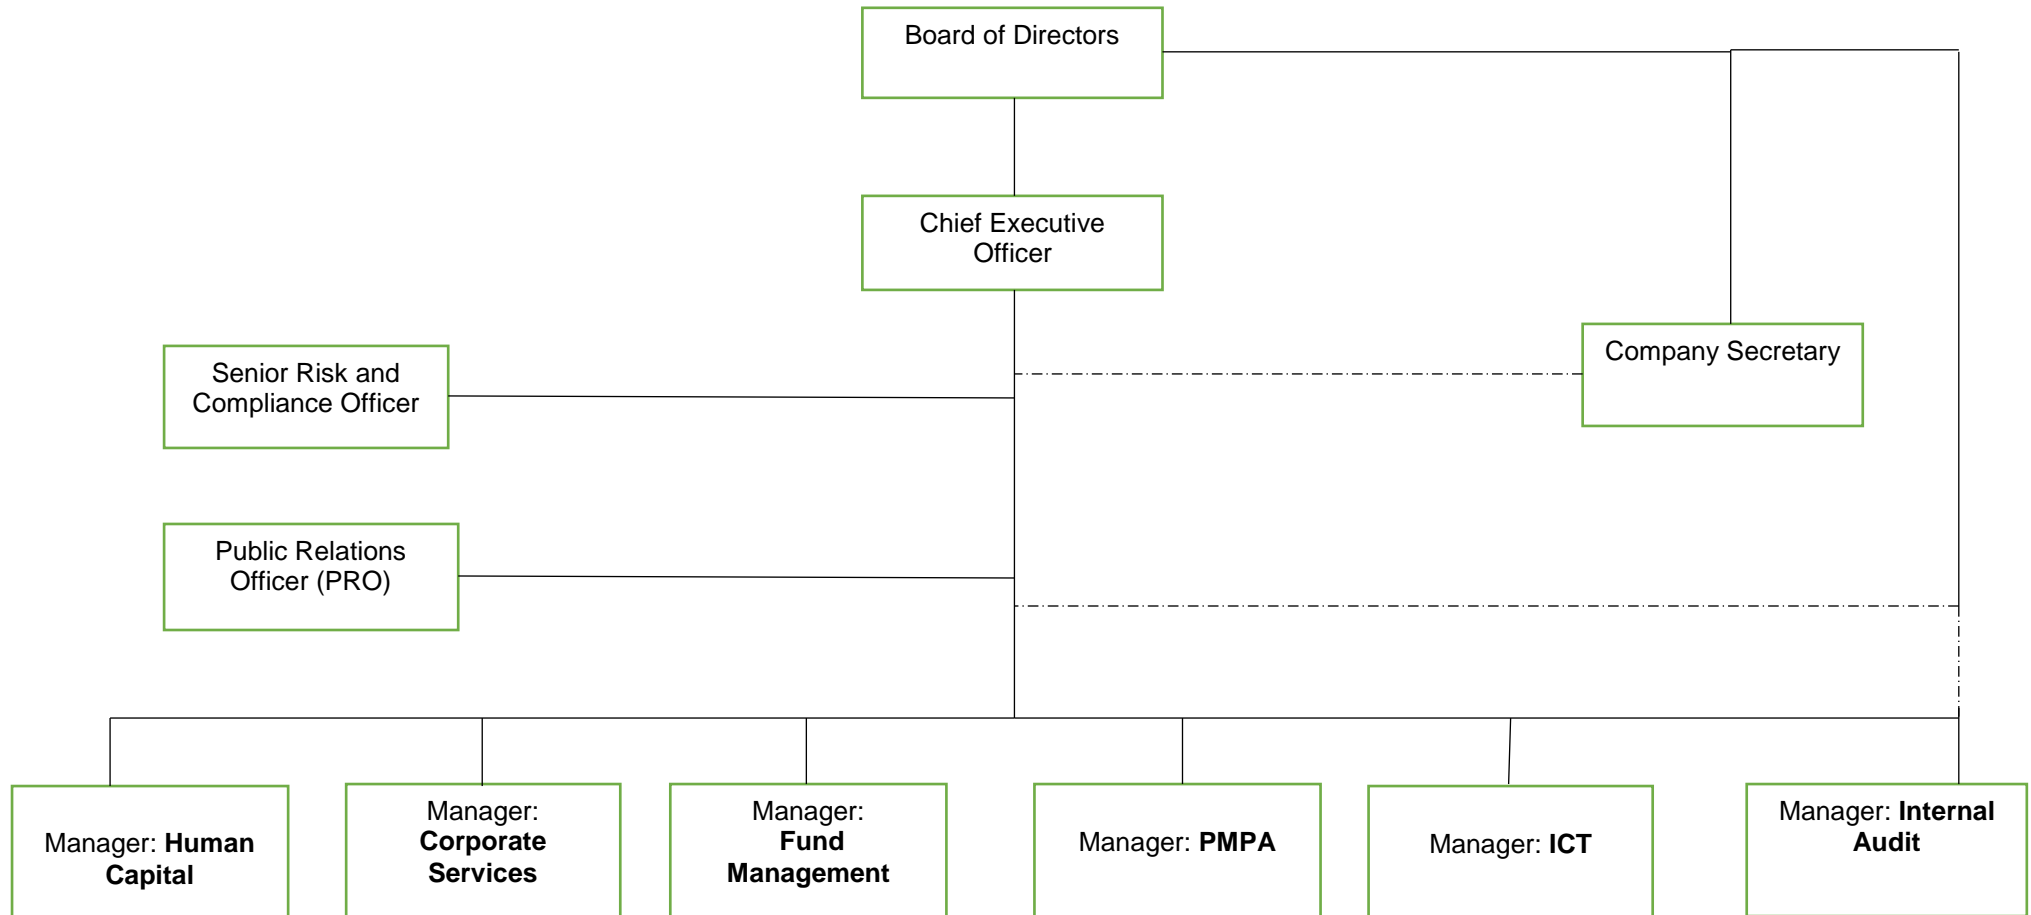 Board of Directors
Chief Executive
Officer
Senior Risk and
Compliance Officer
Company Secretary
Public Relations
Officer (PRO)
Manager: Human
Capital
Manager:
Corporate
Services
Manager:
Fund
Management
Manager: PMPA
Manager: ICT
Manager: Internal
Audit